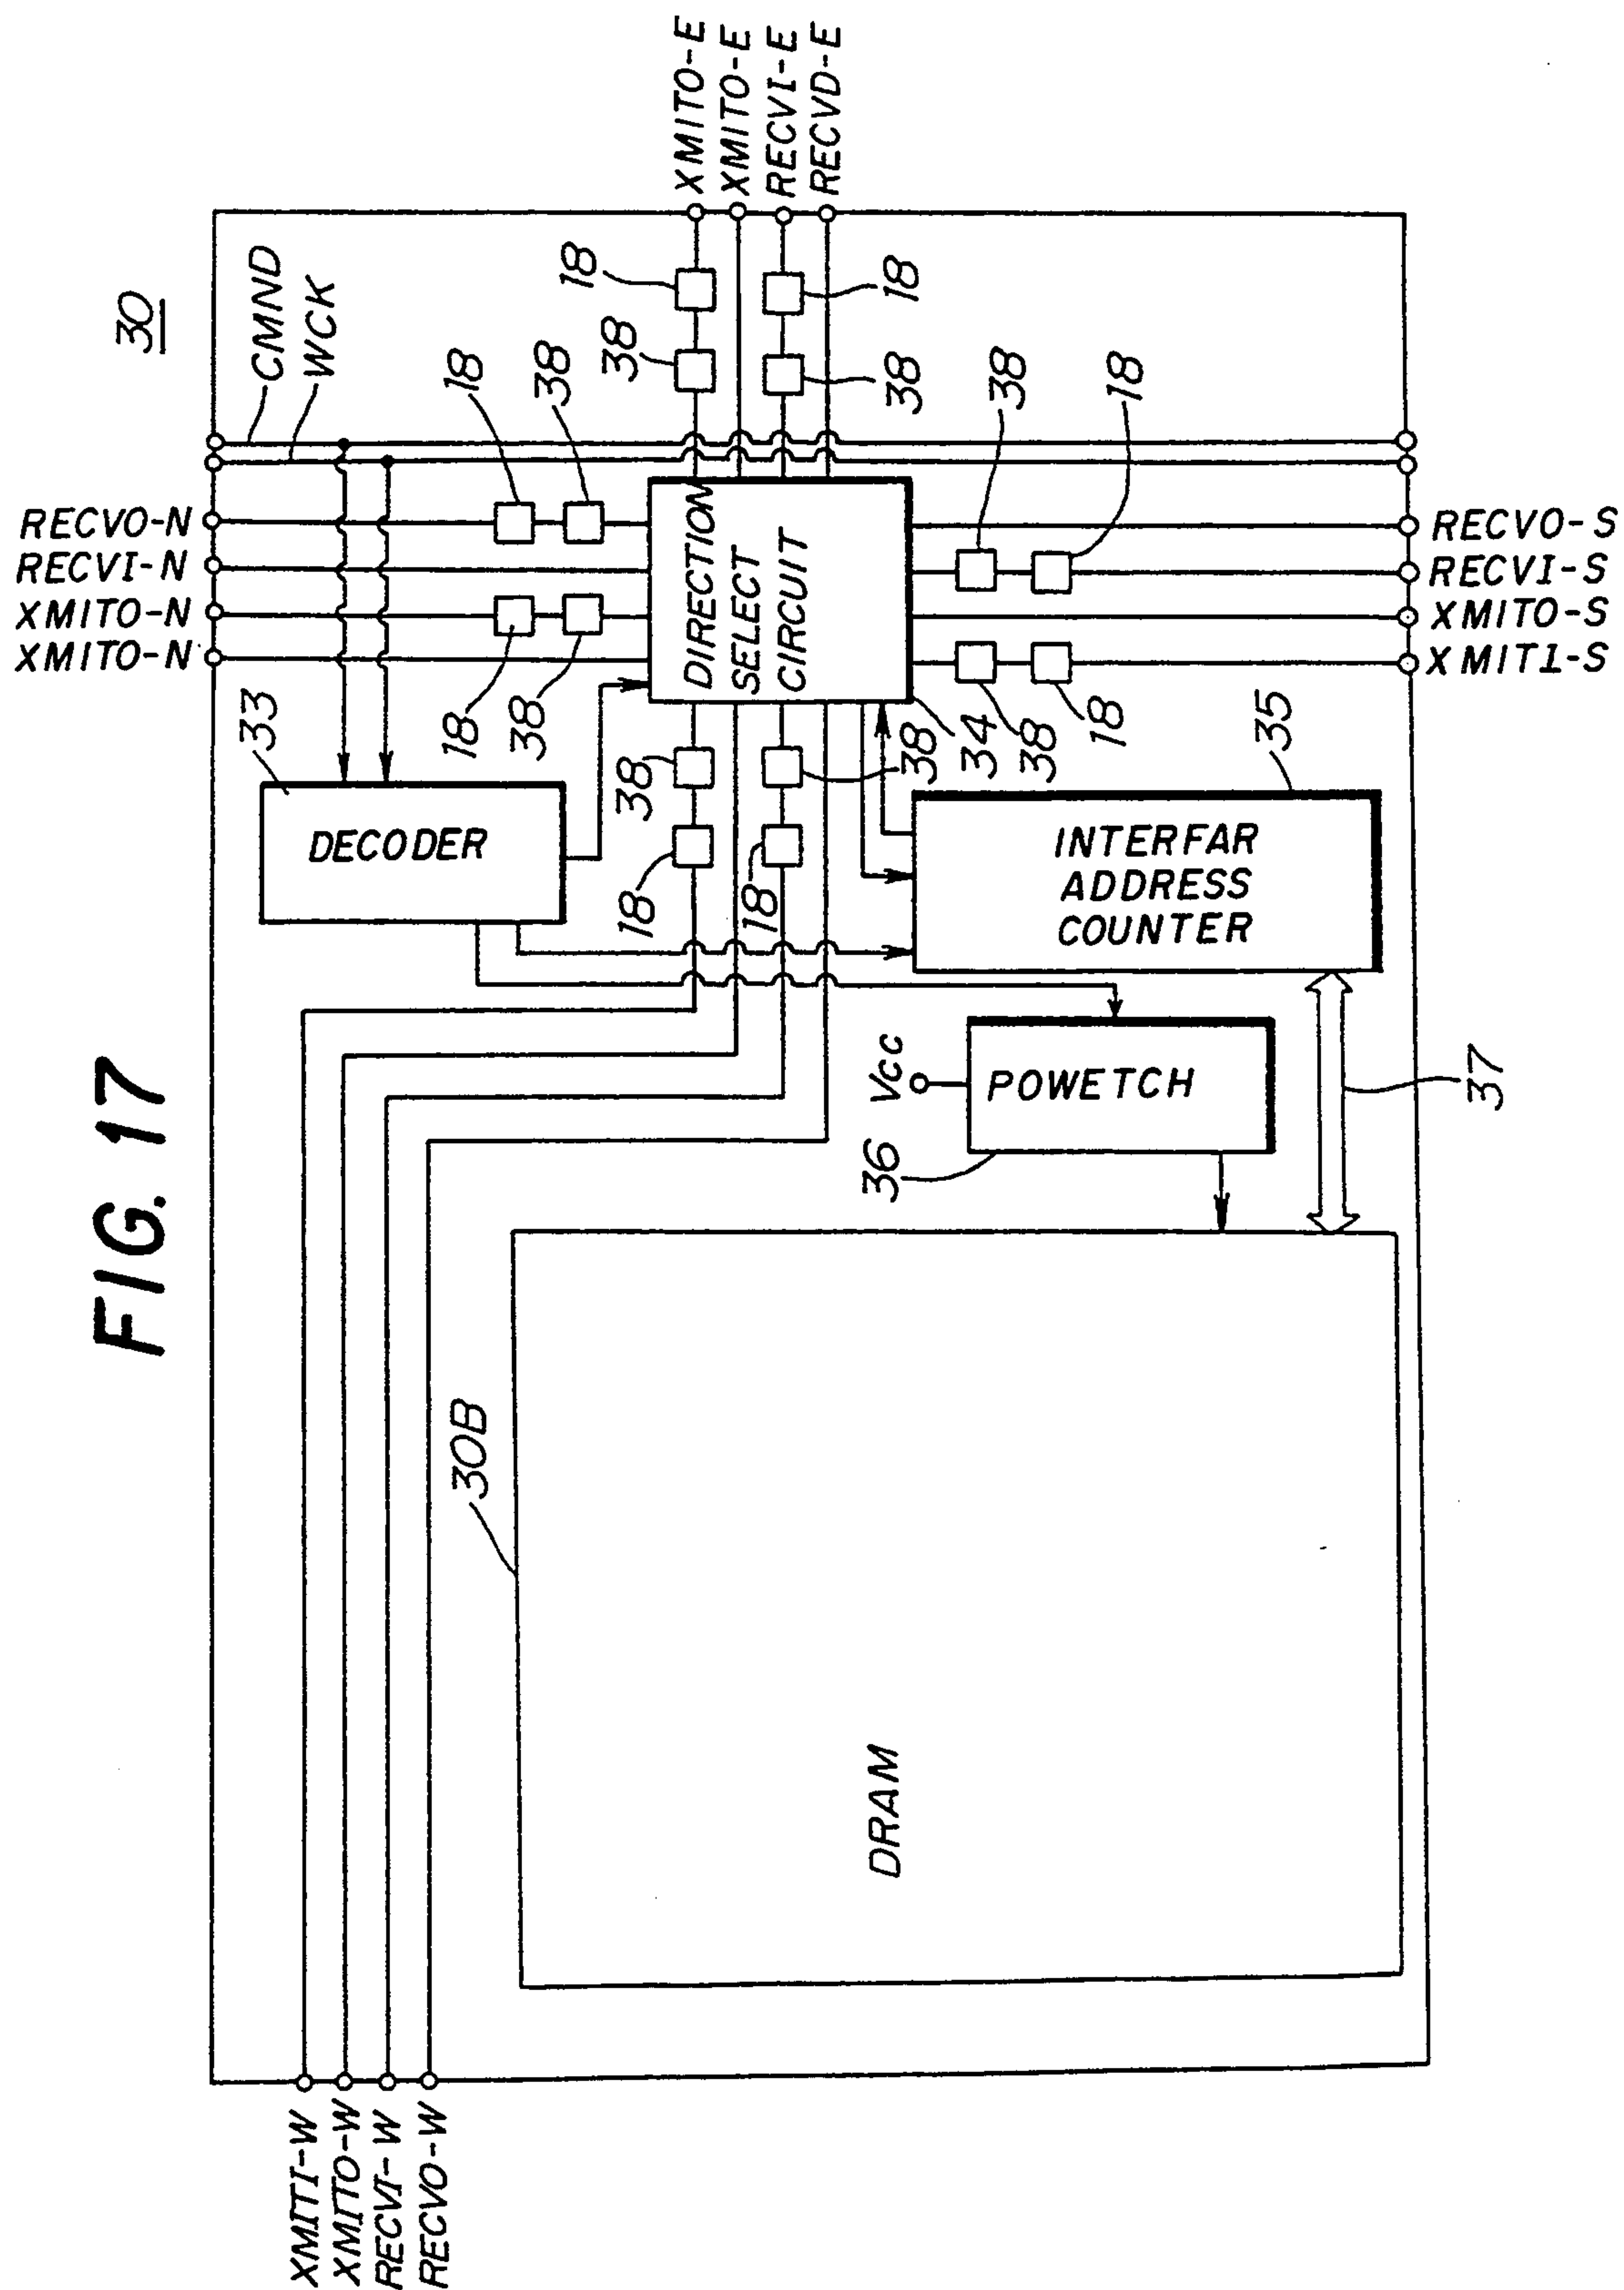 FIG. 17
30
CMND
WCK
RECVO-N
RECVI-N
XMITO-N
XMITO-N
XMITO-E
XMITO-E
RECVI-E
RECVD-E
18
38
18
38
18
38
18
38
DIRECTION
SELECT
CIRCUIT
34
38
18
38
18
RECVO-S
RECVI-S
XMITO-S
XMIT1-S
33
DECODER
38
18
38
18
35
INTERFAR
ADDRESS
COUNTER
Vcc
POWETCH
36
37
30B
DRAM
XMITI-W
XMITO-W
RECVI-W
RECVO-W